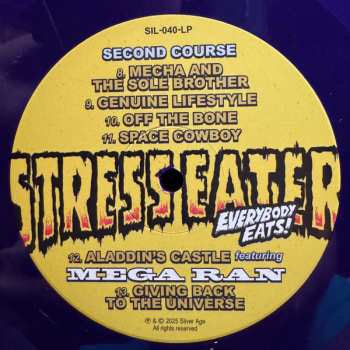 SIL-040-LP
SECOND COURSE
8. MECHA AND
THE SOLE BROTHER
9. GENUINE LIFESTYLE
10. OFF THE BONE
11. SPACE COWBOY
STRESS EATER
EVERYBODY
EATS!
12. ALADDIN'S CASTLE featuring
MEGA RAN
13. GIVING BACK
TO THE UNIVERSE
℗ & © 2025 Silver Age
All rights reserved